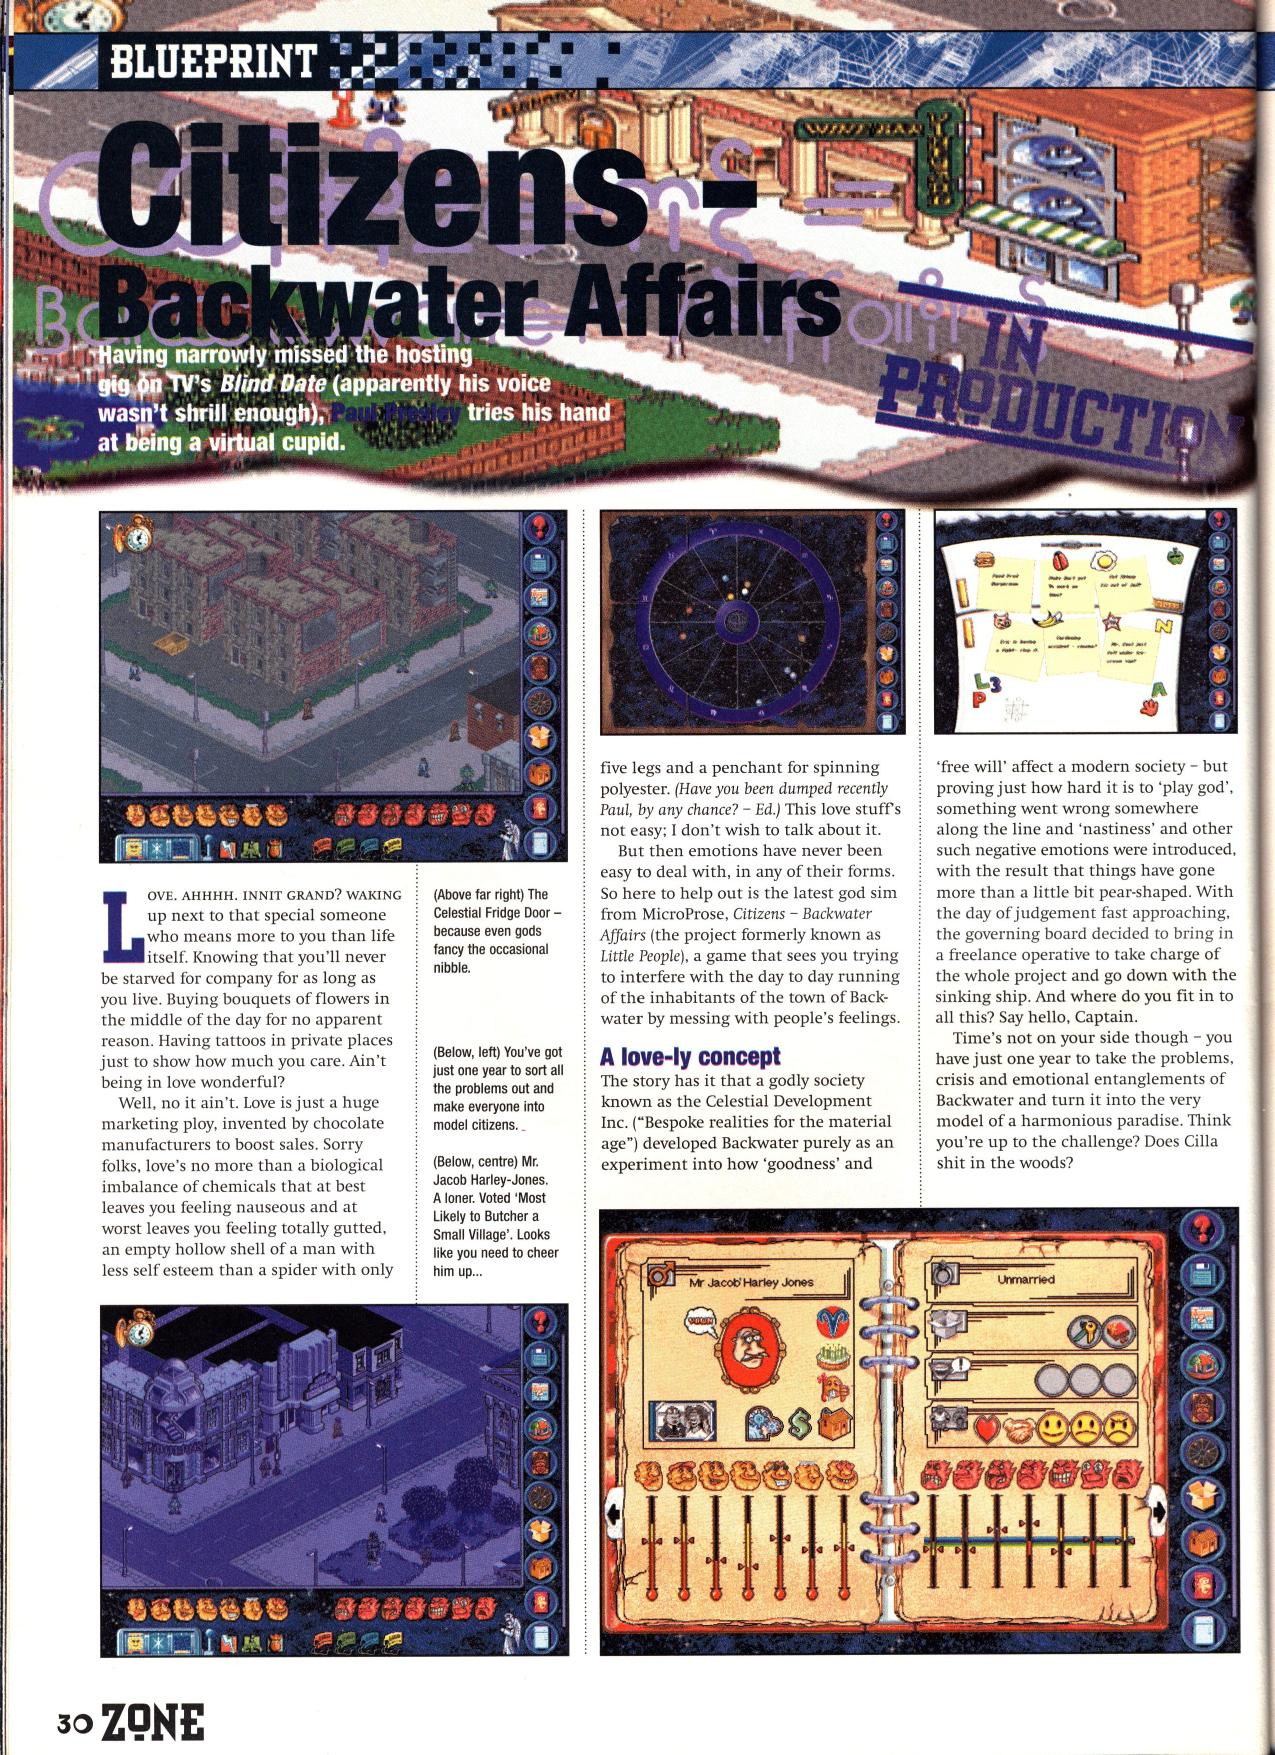 BLUEPRINT
Citizens -
Backwater Affairs
Having narrowly missed the hosting
gig on TV's Blind Date (apparently his voice
wasn't shrill enough), Paul Presley tries his hand
at being a virtual cupid.
IN
PRODUCTION
LOVE. AHHHH. INNIT GRAND? WAKING
up next to that special someone
who means more to you than life
itself. Knowing that you'll never
be starved for company for as long as
you live. Buying bouquets of flowers in
the middle of the day for no apparent
reason. Having tattoos in private places
just to show how much you care. Ain't
being in love wonderful?
Well, no it ain't. Love is just a huge
marketing ploy, invented by chocolate
manufacturers to boost sales. Sorry
folks, love's no more than a biological
imbalance of chemicals that at best
leaves you feeling nauseous and at
worst leaves you feeling totally gutted,
an empty hollow shell of a man with
less self esteem than a spider with only
(Above far right) The
Celestial Fridge Door –
because even gods
fancy the occasional
nibble.
(Below, left) You've got
just one year to sort all
the problems out and
make everyone into
model citizens.
(Below, centre) Mr.
Jacob Harley-Jones.
A loner. Voted 'Most
Likely to Butcher a
Small Village'. Looks
like you need to cheer
him up...
five legs and a penchant for spinning
polyester. (Have you been dumped recently
Paul, by any chance? – Ed.) This love stuff's
not easy; I don't wish to talk about it.
But then emotions have never been
easy to deal with, in any of their forms.
So here to help out is the latest god sim
from MicroProse, Citizens – Backwater
Affairs (the project formerly known as
Little People), a game that sees you trying
to interfere with the day to day running
of the inhabitants of the town of Back-
water by messing with people's feelings.
A love-ly concept
The story has it that a godly society
known as the Celestial Development
Inc. ("Bespoke realities for the material
age") developed Backwater purely as an
experiment into how 'goodness' and
'free will' affect a modern society – but
proving just how hard it is to 'play god',
something went wrong somewhere
along the line and 'nastiness' and other
such negative emotions were introduced,
with the result that things have gone
more than a little bit pear-shaped. With
the day of judgement fast approaching,
the governing board decided to bring in
a freelance operative to take charge of
the whole project and go down with the
sinking ship. And where do you fit in to
all this? Say hello, Captain.
Time's not on your side though – you
have just one year to take the problems,
crisis and emotional entanglements of
Backwater and turn it into the very
model of a harmonious paradise. Think
you're up to the challenge? Does Cilla
shit in the woods?
Mr Jacob Harley Jones
Unmarried
30 ZONE